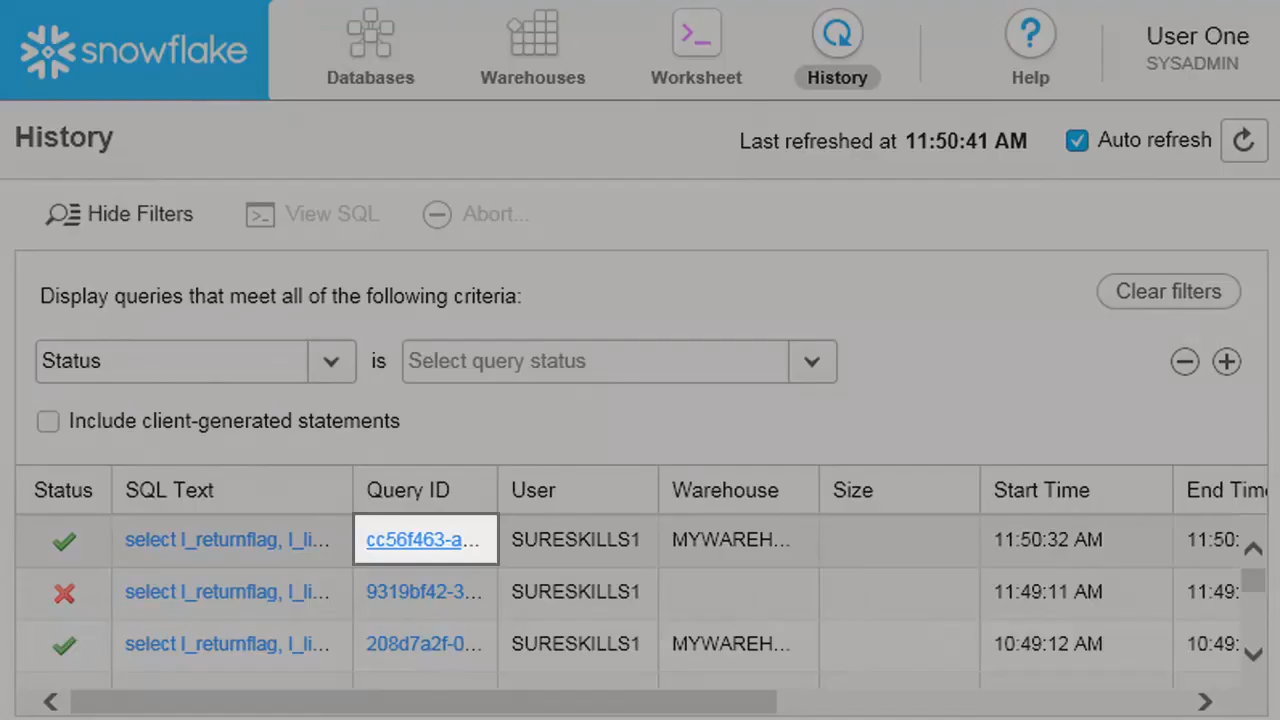 snowflake
Databases
Warehouses
Worksheet
History
Help
User One
SYSADMIN
History
Last refreshed at 11:50:41 AM
Auto refresh
Hide Filters
View SQL
Abort...
Display queries that meet all of the following criteria:
Clear filters
Status
is
Select query status
Include client-generated statements
Status SQL Text Query ID User Warehouse Size Start Time End Time
select l_returnflag, l_li... cc56f463-a... SURESKILLS1 MYWAREH... 11:50:32 AM 11:50:
select l_returnflag, l_li... 9319bf42-3... SURESKILLS1 11:49:11 AM 11:49:
select l_returnflag, l_li... 208d7a2f-0... SURESKILLS1 MYWAREH... 10:49:12 AM 10:49: